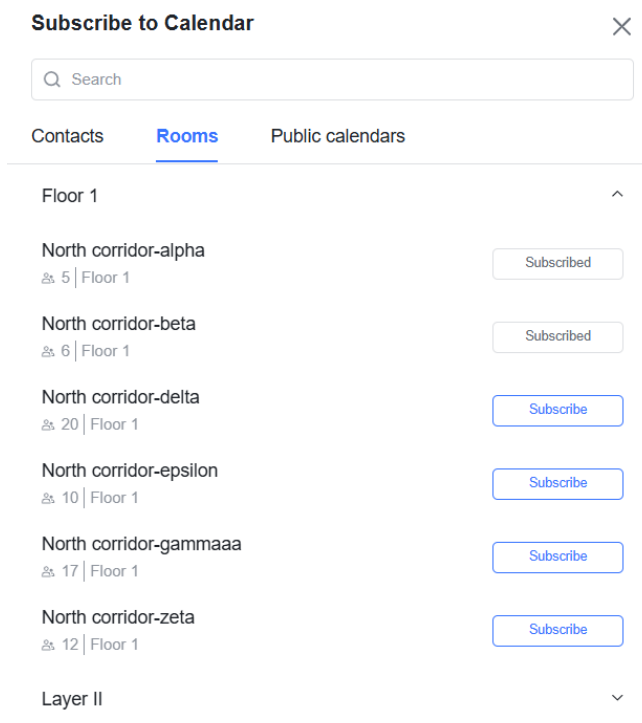 Subscribe to Calendar
Search
Contacts Rooms Public calendars
Floor 1
North corridor-alpha
5 | Floor 1
Subscribed
North corridor-beta
6 | Floor 1
Subscribed
North corridor-delta
20 | Floor 1
Subscribe
North corridor-epsilon
10 | Floor 1
Subscribe
North corridor-gammaaa
17 | Floor 1
Subscribe
North corridor-zeta
12 | Floor 1
Subscribe
Layer II